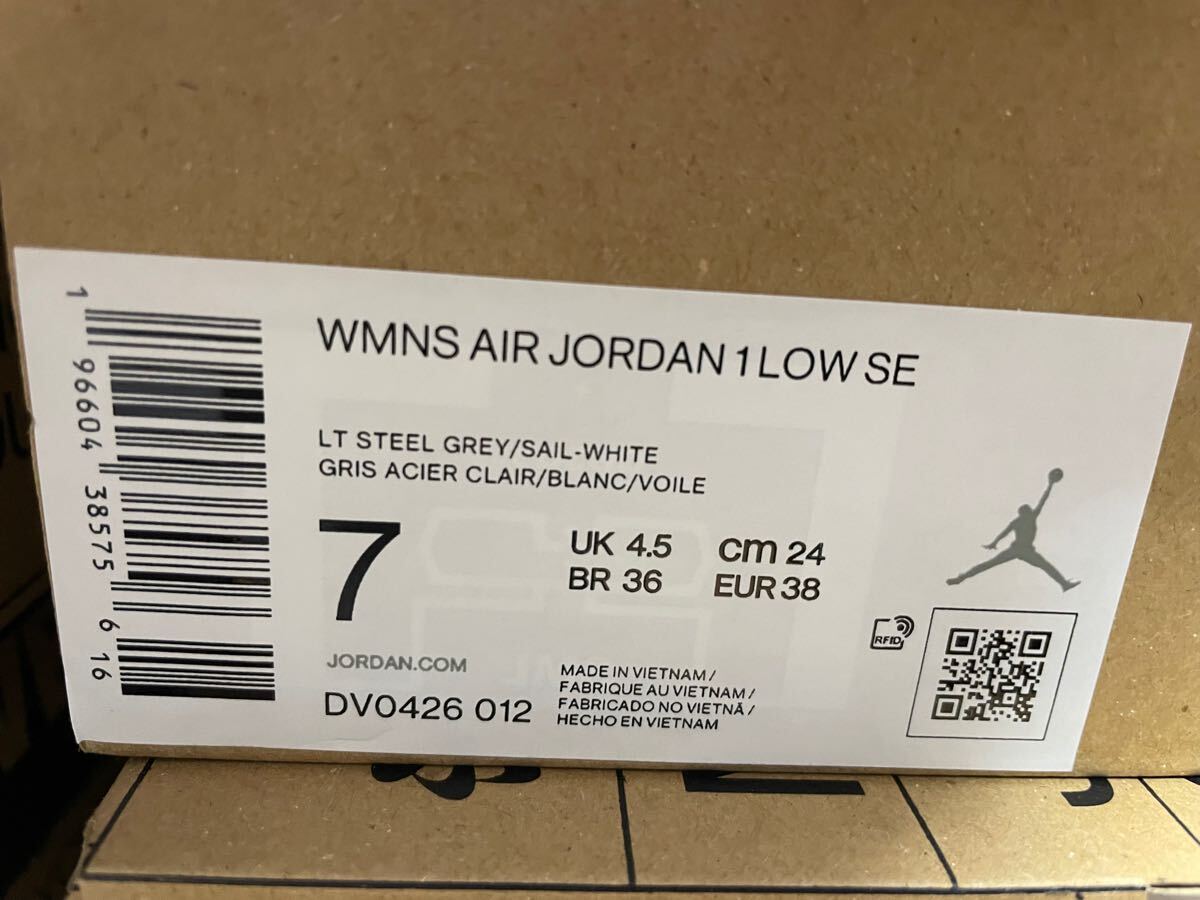 WMNS AIR JORDAN 1 LOW SE
LT STEEL GREY/SAIL-WHITE
GRIS ACIER CLAIR/BLANC/VOILE
7
UK 4.5
cm 24
BR 36
EUR 38
JORDAN.COM
DV0426 012
MADE IN VIETNAM /
FABRIQUE AU VIETNAM /
FABRICADO NO VIETNÃ /
HECHO EN VIETNAM
RFID
1 96604 38575 6 16